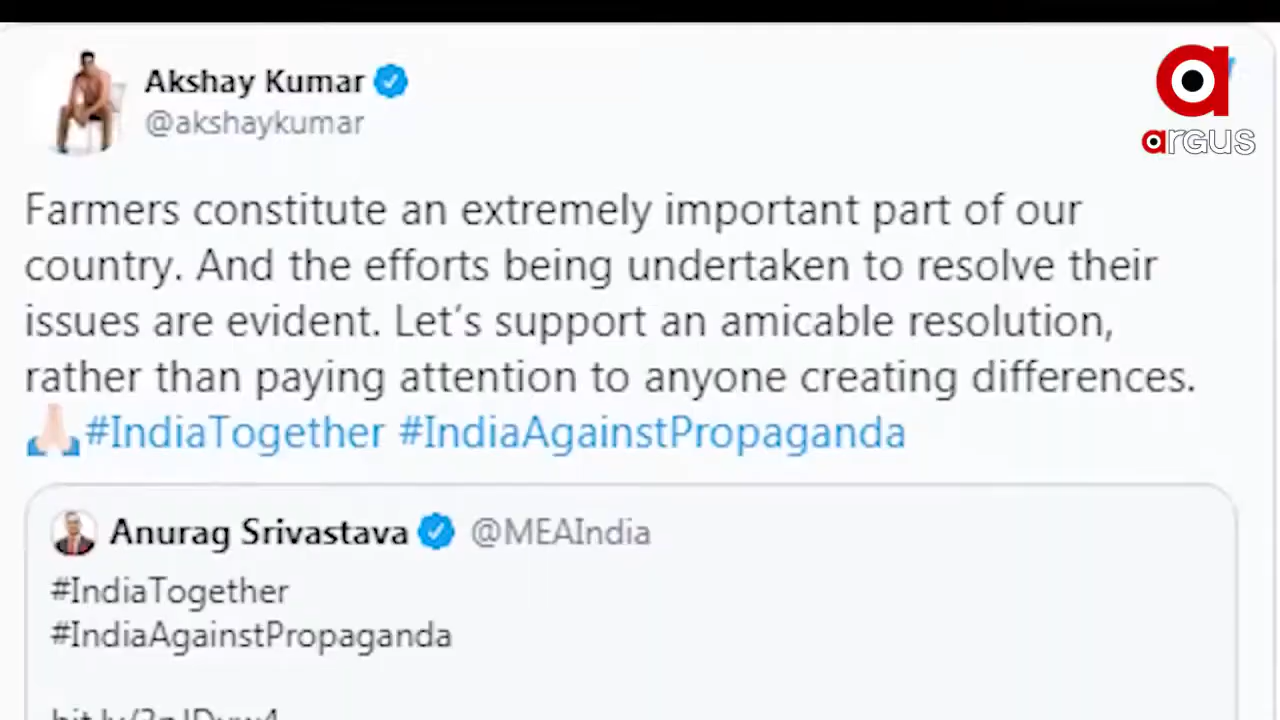 Akshay Kumar
@akshaykumar
argus
Farmers constitute an extremely important part of our
country. And the efforts being undertaken to resolve their
issues are evident. Let’s support an amicable resolution,
rather than paying attention to anyone creating differences.
🙏🏻#IndiaTogether #IndiaAgainstPropaganda
Anurag Srivastava @MEAIndia
#IndiaTogether
#IndiaAgainstPropaganda